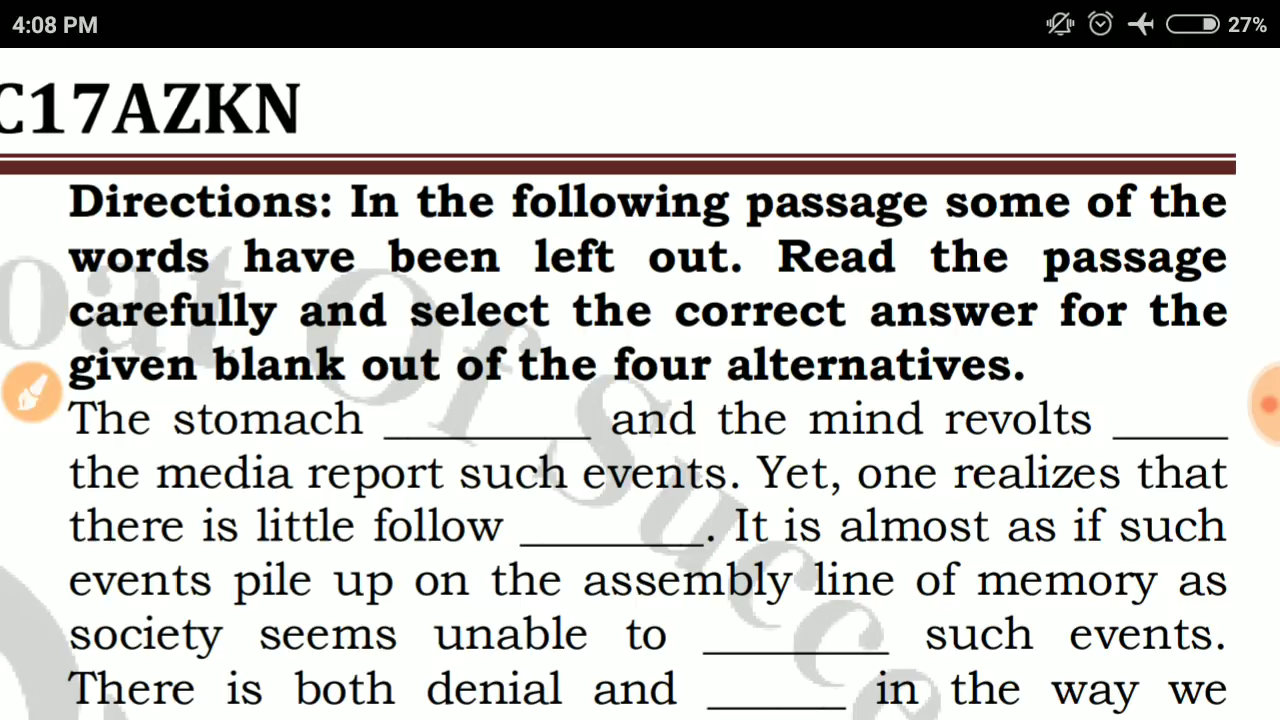 4:08 PM
27%
C17AZKN
Directions: In the following passage some of the
words have been left out. Read the passage
carefully and select the correct answer for the
given blank out of the four alternatives.
The stomach _________ and the mind revolts _____
the media report such events. Yet, one realizes that
there is little follow ________. It is almost as if such
events pile up on the assembly line of memory as
society seems unable to ________ such events.
There is both denial and ______ in the way we
oat Of Succe